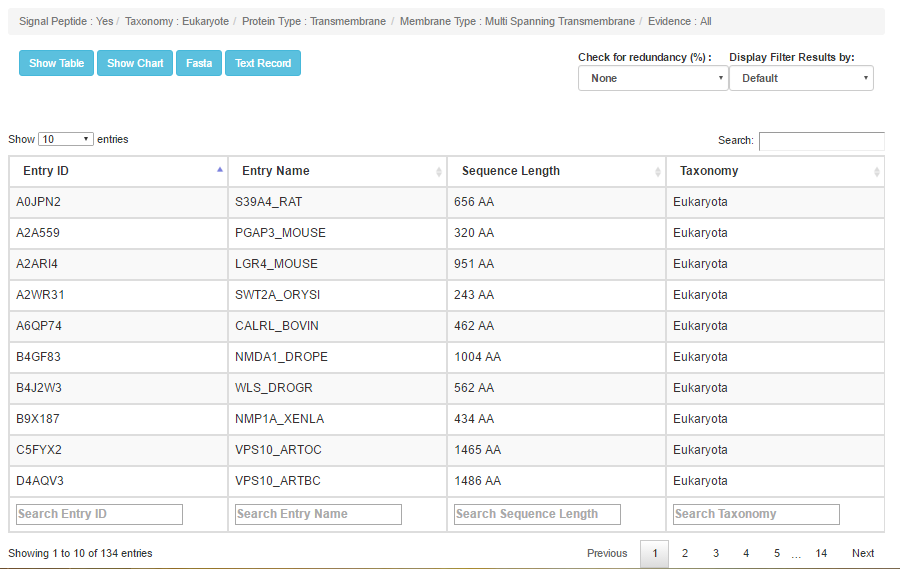 Signal Peptide : Yes / Taxonomy : Eukaryote / Protein Type : Transmembrane / Membrane Type : Multi Spanning Transmembrane / Evidence : All
Show Table Show Chart Fasta Text Record
Check for redundancy (%) : Display Filter Results by:
None Default
Show 10 entries Search:
Entry ID Entry Name Sequence Length Taxonomy
A0JPN2 S39A4_RAT 656 AA Eukaryota
A2A559 PGAP3_MOUSE 320 AA Eukaryota
A2ARI4 LGR4_MOUSE 951 AA Eukaryota
A2WR31 SWT2A_ORYSI 243 AA Eukaryota
A6QP74 CALRL_BOVIN 462 AA Eukaryota
B4GF83 NMDA1_DROPE 1004 AA Eukaryota
B4J2W3 WLS_DROGR 562 AA Eukaryota
B9X187 NMP1A_XENLA 434 AA Eukaryota
C5FYX2 VPS10_ARTOC 1465 AA Eukaryota
D4AQV3 VPS10_ARTBC 1486 AA Eukaryota
Search Entry ID Search Entry Name Search Sequence Length Search Taxonomy
Showing 1 to 10 of 134 entries Previous 1 2 3 4 5 ... 14 Next